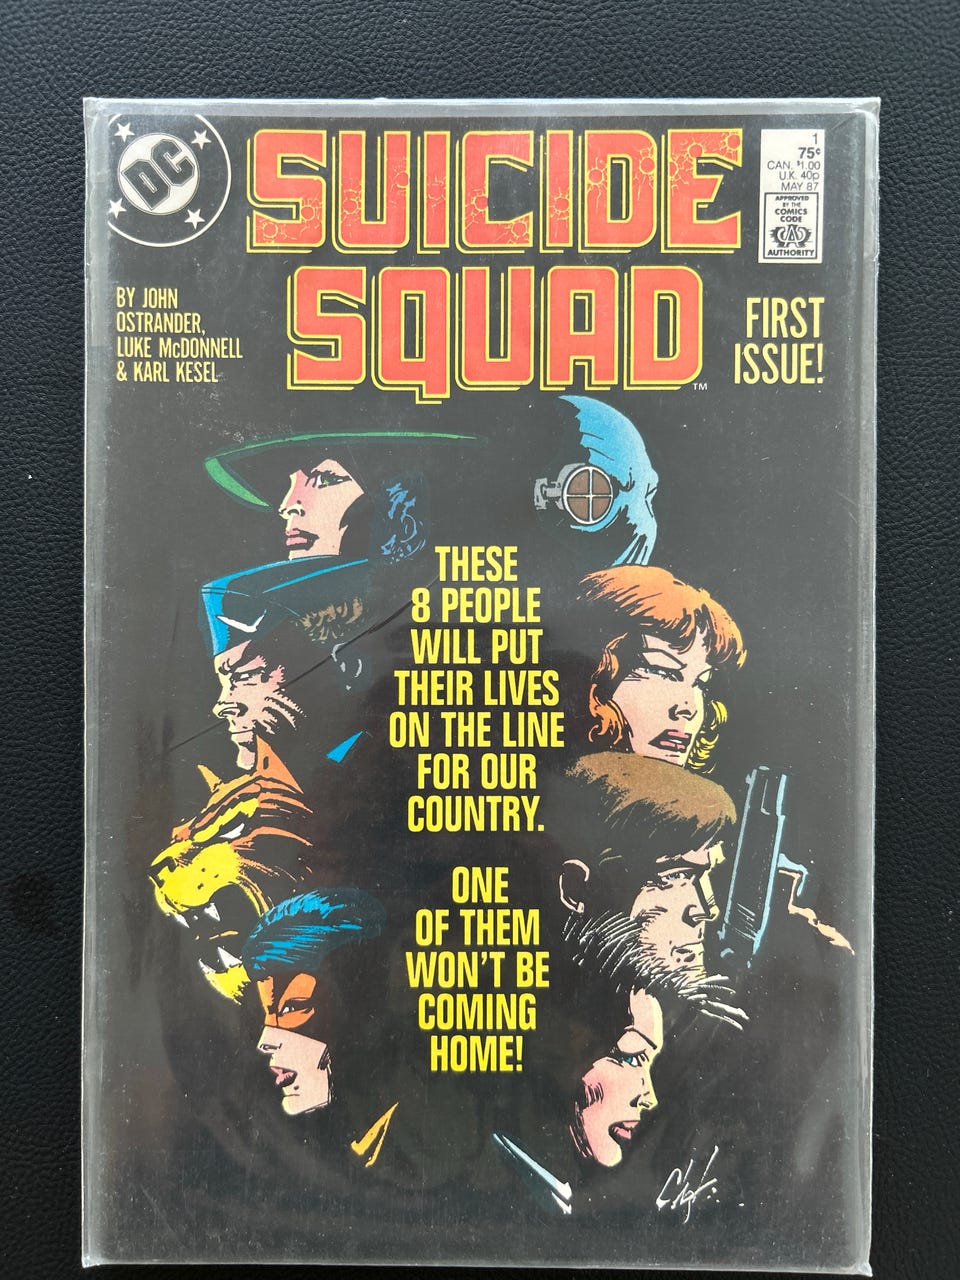 DC
SUICIDE
SQUAD
TM
1
75¢
CAN. $1.00
U.K. 40p
MAY 87
APPROVED
BY THE
COMICS
CODE
CA
AUTHORITY
BY JOHN
OSTRANDER,
LUKE McDONNELL
& KARL KESEL
FIRST
ISSUE!
THESE
8 PEOPLE
WILL PUT
THEIR LIVES
ON THE LINE
FOR OUR
COUNTRY.
ONE
OF THEM
WON'T BE
COMING
HOME!